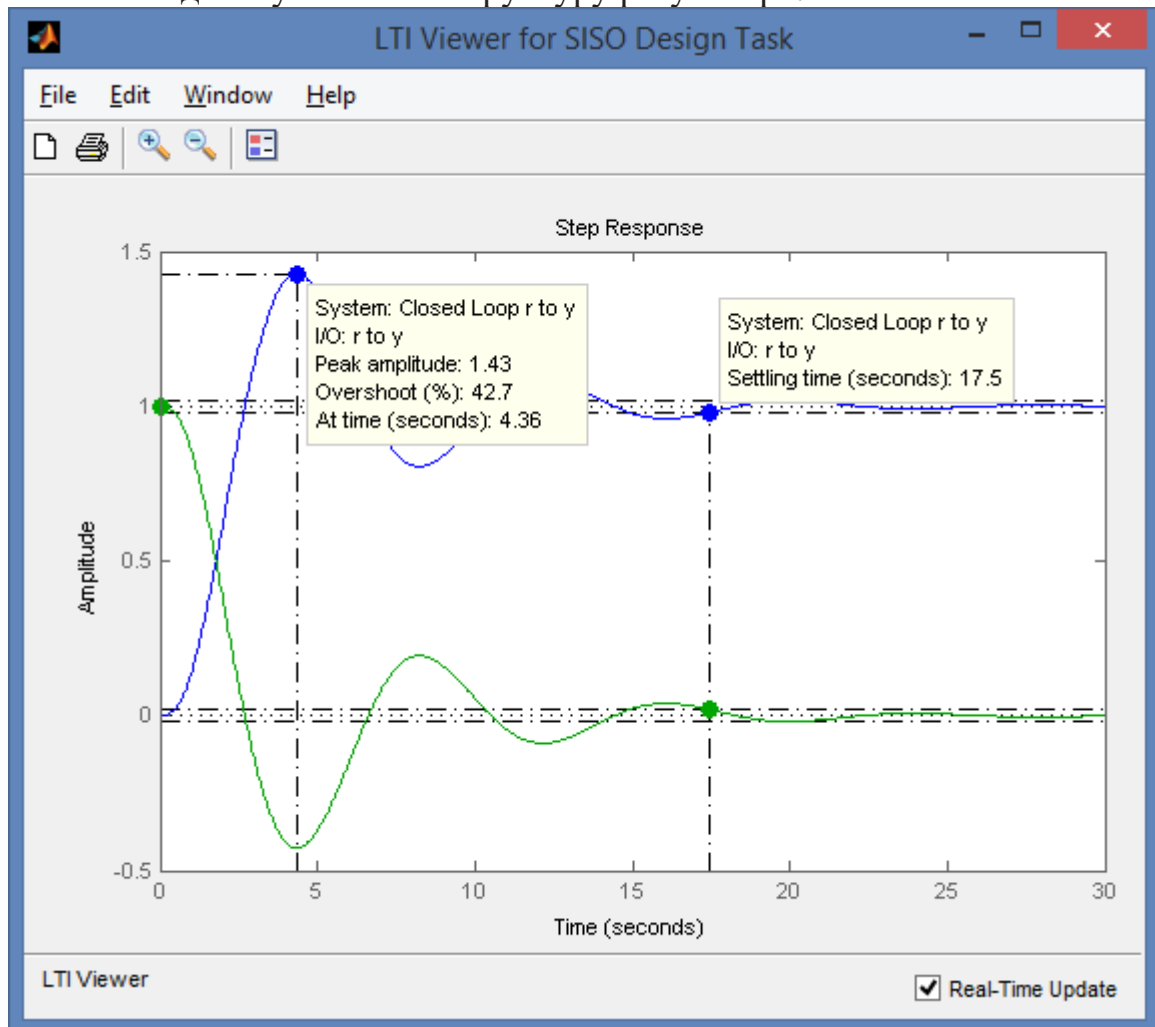 LTI Viewer for SISO Design Task
File Edit Window Help
Step Response
1.5
1
0.5
0
-0.5
Amplitude
System: Closed Loop r to y
I/O: r to y
Peak amplitude: 1.43
Overshoot (%): 42.7
At time (seconds): 4.36
System: Closed Loop r to y
I/O: r to y
Settling time (seconds): 17.5
0 5 10 15 20 25 30
Time (seconds)
LTI Viewer
Real-Time Update